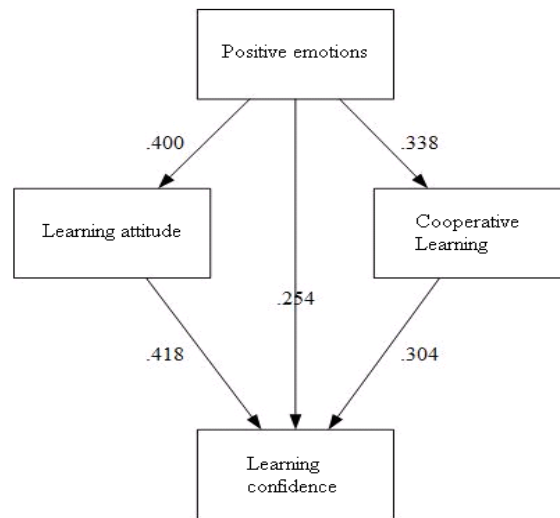 Positive emotions
.400
.338
Learning attitude
Cooperative
Learning
.254
.418
.304
Learning
confidence